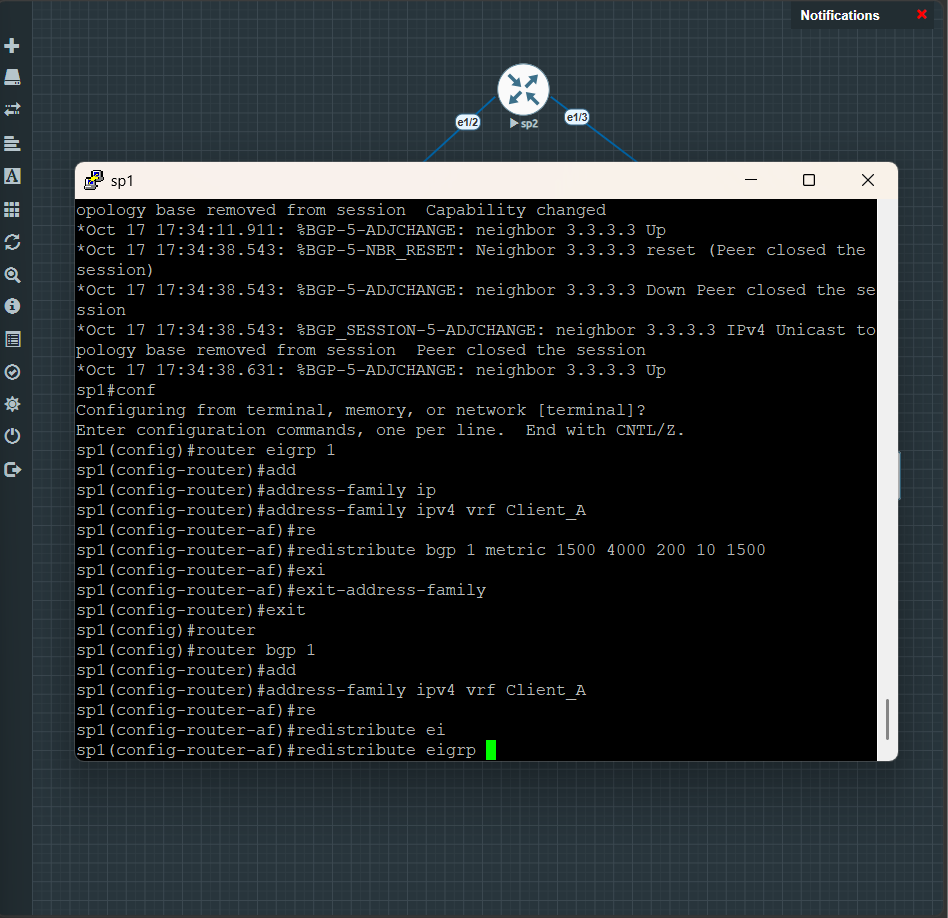 Notifications
e1/2
e1/3
sp2
sp1
opology base removed from session  Capability changed
*Oct 17 17:34:11.911: %BGP-5-ADJCHANGE: neighbor 3.3.3.3 Up
*Oct 17 17:34:38.543: %BGP-5-NBR_RESET: Neighbor 3.3.3.3 reset (Peer closed the
session)
*Oct 17 17:34:38.543: %BGP-5-ADJCHANGE: neighbor 3.3.3.3 Down Peer closed the se
ssion
*Oct 17 17:34:38.543: %BGP_SESSION-5-ADJCHANGE: neighbor 3.3.3.3 IPv4 Unicast to
pology base removed from session  Peer closed the session
*Oct 17 17:34:38.631: %BGP-5-ADJCHANGE: neighbor 3.3.3.3 Up
sp1#conf
Configuring from terminal, memory, or network [terminal]?
Enter configuration commands, one per line.  End with CNTL/Z.
sp1(config)#router eigrp 1
sp1(config-router)#add
sp1(config-router)#address-family ip
sp1(config-router)#address-family ipv4 vrf Client_A
sp1(config-router-af)#re
sp1(config-router-af)#redistribute bgp 1 metric 1500 4000 200 10 1500
sp1(config-router-af)#exi
sp1(config-router-af)#exit-address-family
sp1(config-router)#exit
sp1(config)#router
sp1(config)#router bgp 1
sp1(config-router)#add
sp1(config-router)#address-family ipv4 vrf Client_A
sp1(config-router-af)#re
sp1(config-router-af)#redistribute ei
sp1(config-router-af)#redistribute eigrp